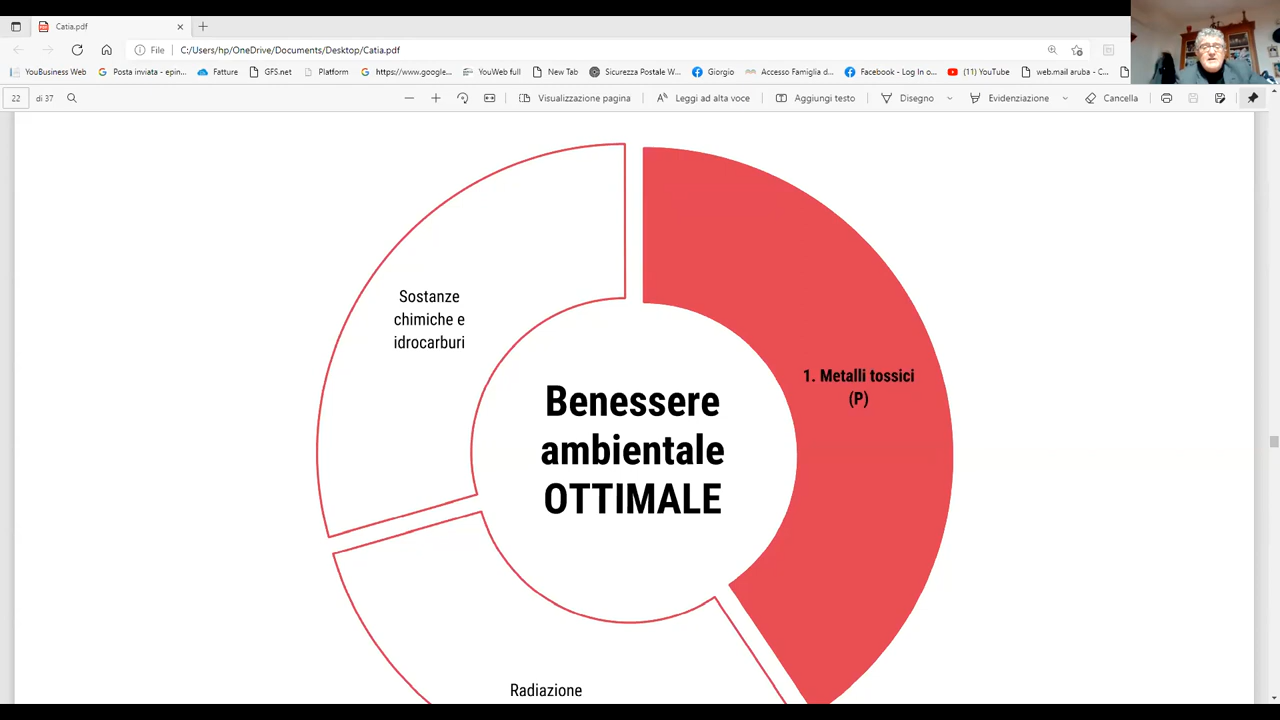 Catia.pdf
File
C:/Users/hp/OneDrive/Documents/Desktop/Catia.pdf
YouBusiness Web
Posta inviata - epin...
Fatture
GFS.net
Platform
https://www.google...
YouWeb
New Tab
Sicurezza Postale W...
Giorgio
Accesso Famiglia d...
Facebook - Log In o...
(11) YouTube
web.mail aruba - C...
22
di 37
Visualizzazione pagina
Leggi ad alta voce
Aggiungi testo
Disegno
Evidenziazione
Cancella
Sostanze
chimiche e
idrocarburi
1. Metalli tossici
(P)
Benessere
ambientale
OTTIMALE
Radiazione